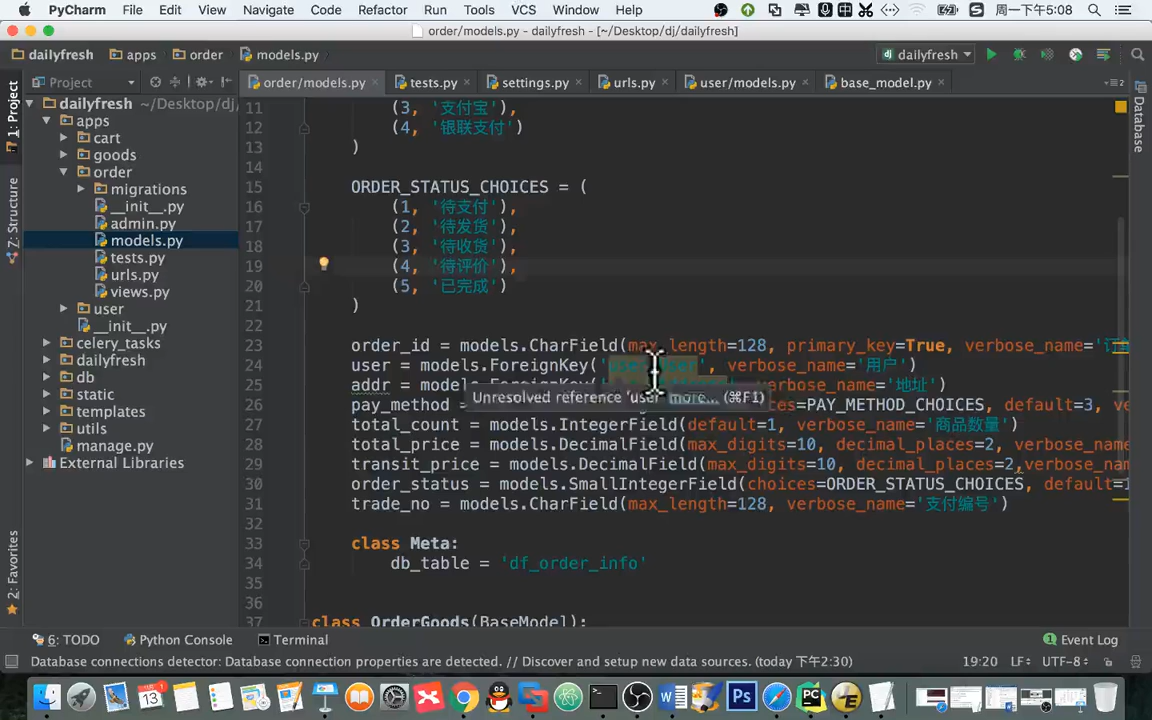 PyCharm File Edit View Navigate Code Refactor Run Tools VCS Window Help 周一下午5:08
order/models.py - dailyfresh - [~/Desktop/dj/dailyfresh]
dailyfresh apps order models.py dailyfresh
Project order/models.py tests.py settings.py urls.py user/models.py base_model.py
1: Project
7: Structure
2: Favorites
Database
dailyfresh ~/Desktop/dj/
apps
cart
goods
order
migrations
__init__.py
admin.py
models.py
tests.py
urls.py
views.py
user
__init__.py
celery_tasks
dailyfresh
db
static
templates
utils
manage.py
External Libraries
11 (3, '支付宝'),
12 (4, '银联支付')
13 )
14
15 ORDER_STATUS_CHOICES = (
16 (1, '待支付'),
17 (2, '待发货'),
18 (3, '待收货'),
19 (4, '待评价'),
20 (5, '已完成')
21 )
22
23 order_id = models.CharField(max_length=128, primary_key=True, verbose_name='
24 user = models.ForeignKey(' ', verbose_name='用户')
25 addr = models.ForeignKey(' verbose_name='地址')
Unresolved reference 'user' more... (⌘F1)
26 pay_method = =PAY_METHOD_CHOICES, default=3, v
27 total_count = models.IntegerField(default=1, verbose_name='商品数量')
28 total_price = models.DecimalField(max_digits=10, decimal_places=2, verbose_name=
29 transit_price = models.DecimalField(max_digits=10, decimal_places=2,verbose_name=
30 order_status = models.SmallIntegerField(choices=ORDER_STATUS_CHOICES, default=1
31 trade_no = models.CharField(max_length=128, verbose_name='支付编号')
32
33 class Meta:
34 db_table = 'df_order_info'
35
36
37 class OrderGoods(BaseModel):
6: TODO Python Console Terminal 1 Event Log
Database connections detector: Database connection properties are detected. // Discover and setup new data sources. (today 下午2:30) 19:20 LF÷ UTF-8÷